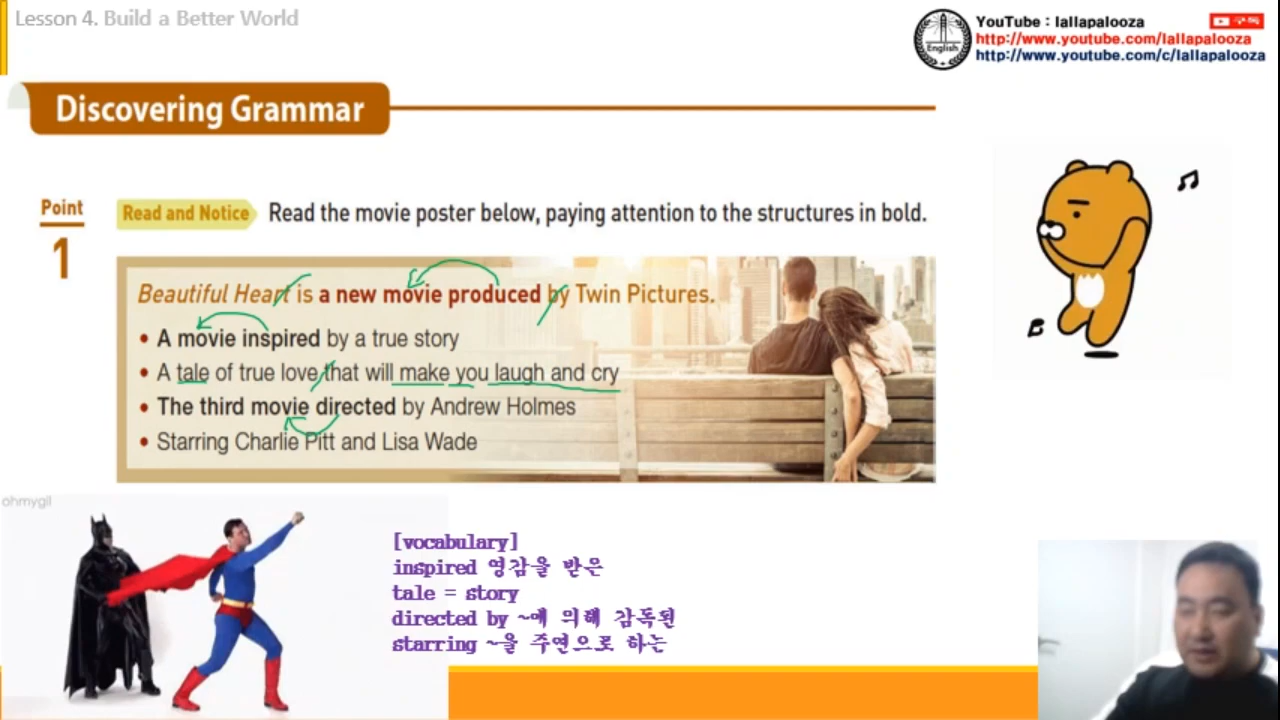 Lesson 4. Build a Better World
YouTube : lallapalooza
구독
http://www.youtube.com/lallapalooza
http://www.youtube.com/c/lallapalooza
English
Discovering Grammar
Point
1
Read and Notice
Read the movie poster below, paying attention to the structures in bold.
Beautiful Heart is a new movie produced by Twin Pictures.
• A movie inspired by a true story
• A tale of true love that will make you laugh and cry
• The third movie directed by Andrew Holmes
• Starring Charlie Pitt and Lisa Wade
ohmygil
[vocabulary]
inspired 영감을 받은
tale = story
directed by ~에 의해 감독된
starring ~을 주연으로 하는